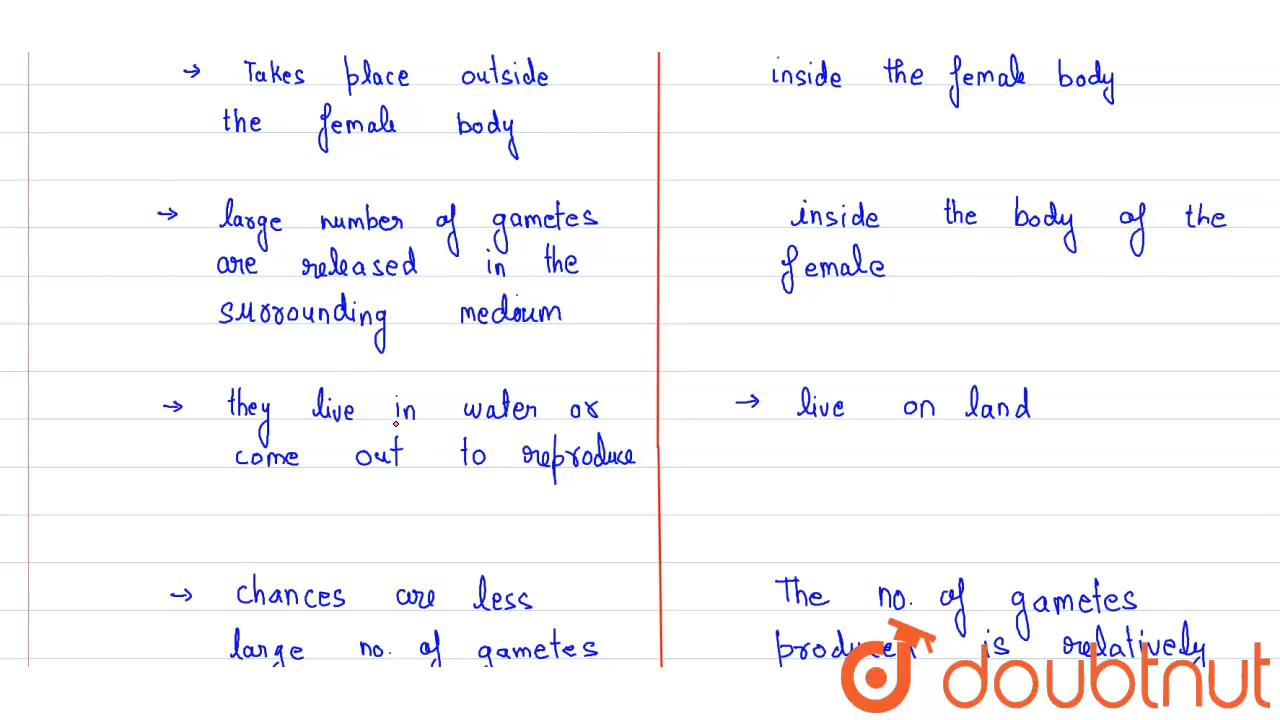 → Takes place outside
the female body
→ large number of gametes
are released in the
surrounding medium
→ they live in water or
come out to reproduce
→ chances are less
large no. of gametes
inside the female body
inside the body of the
female
→ live on land
The no. of gametes
produced is relatively
doubtnut